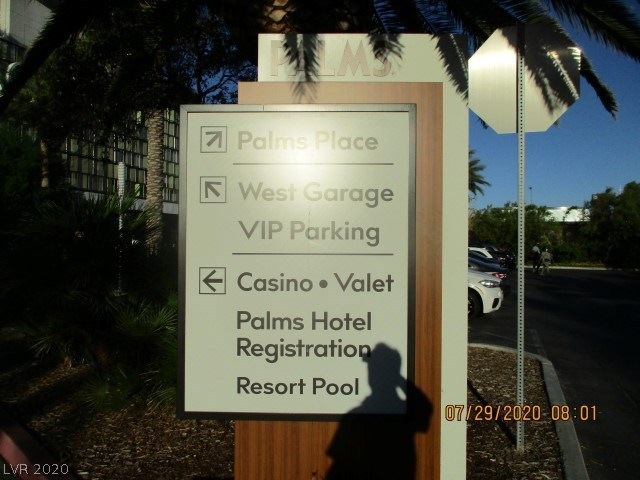 PALMS
Palms Place
West Garage
VIP Parking
Casino • Valet
Palms Hotel
Registration
Resort Pool
07/29/2020 08:01
LVR 2020